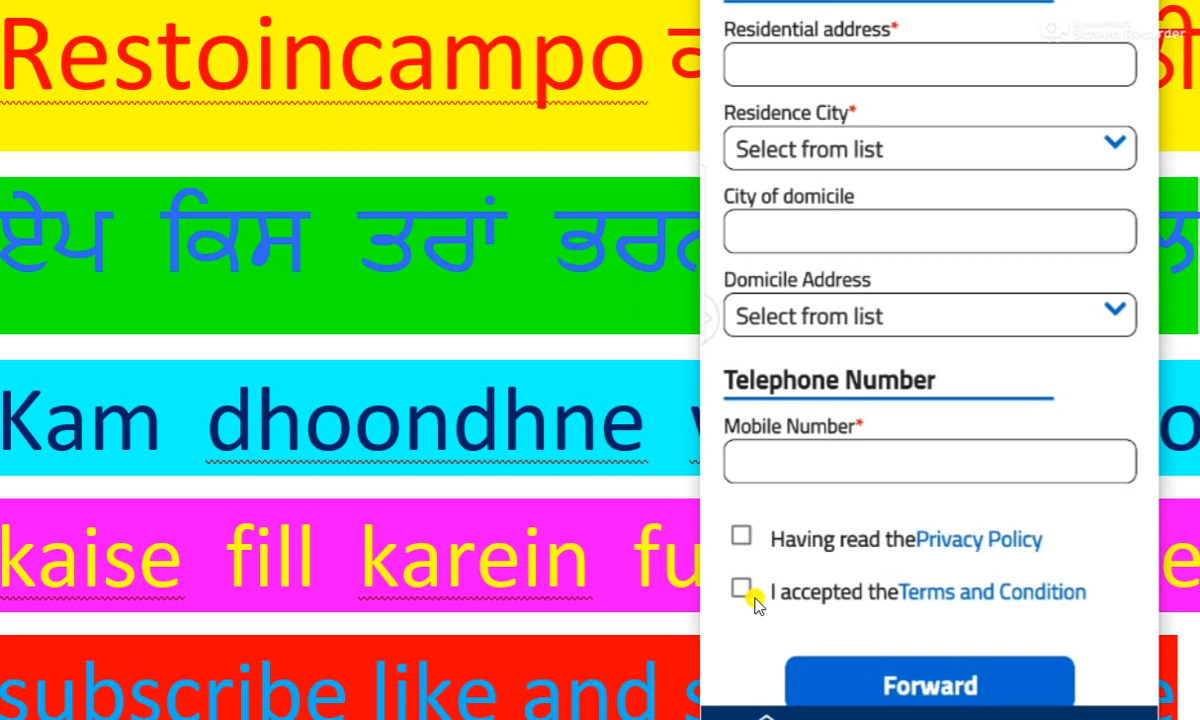 Restoincampo
ਏਪ ਕਿਸ ਤਰਾਂ
Kam dhoondhne
kaise fill karein
subscribe like and
Residential address*
Residence City*
Select from list
City of domicile
Domicile Address
Select from list
Telephone Number
Mobile Number*
Having read thePrivacy Policy
I accepted theTerms and Condition
Forward
Screen Recorder